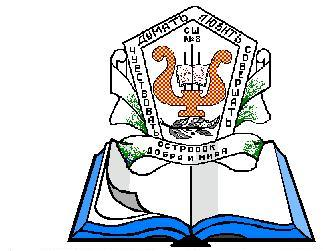 ДУМАТЬ
ЛЮБИТЬ
ЧУВСТВОВАТЬ
СОВЕРШАТЬ
СШ
№8
ОСТРОВОК
ДОБРА И МИРА